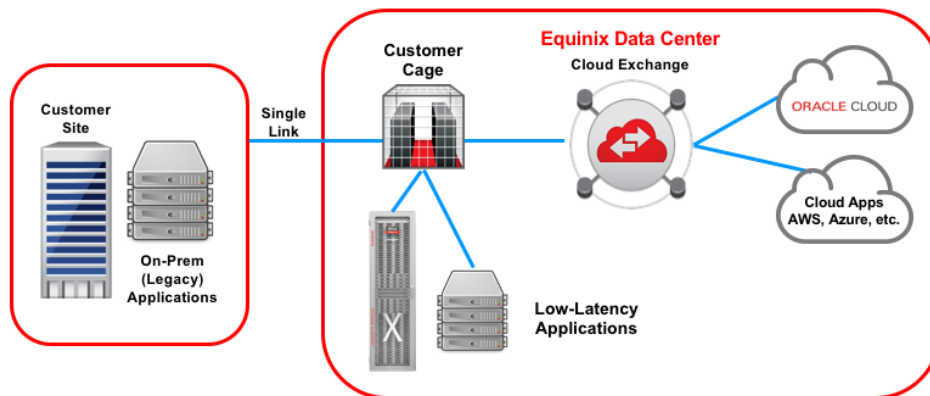 Customer
Site
On-Prem
(Legacy)
Applications
Single
Link
Customer
Cage
Equinix Data Center
Cloud Exchange
ORACLE CLOUD
Cloud Apps
AWS, Azure, etc.
X
Low-Latency
Applications